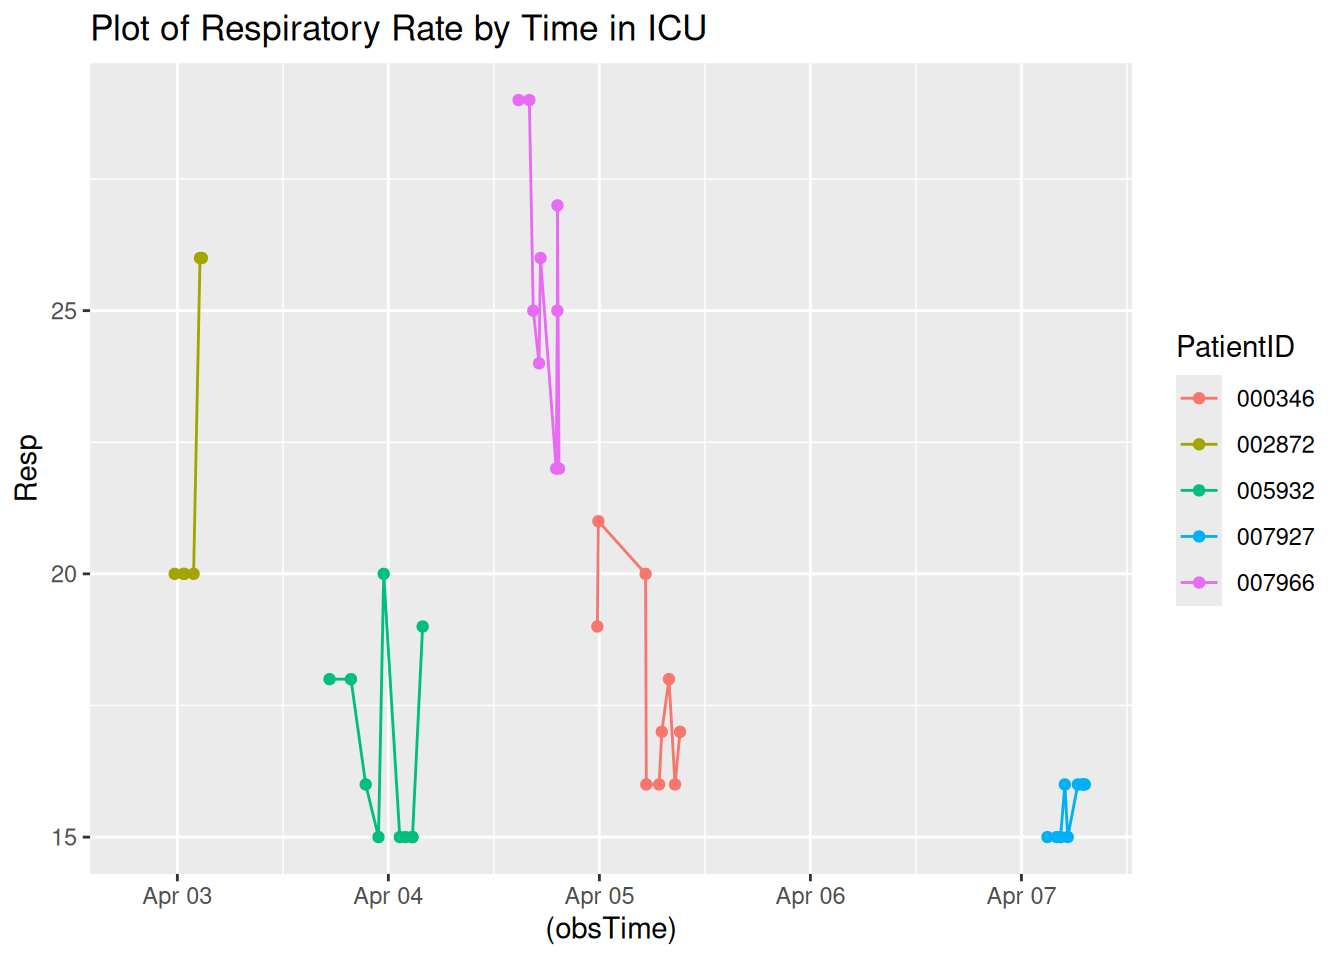 Plot of Respiratory Rate by Time in ICU
Resp
25
20
15
Apr 03
Apr 04
Apr 05
Apr 06
Apr 07
(obsTime)
PatientID
000346
002872
005932
007927
007966